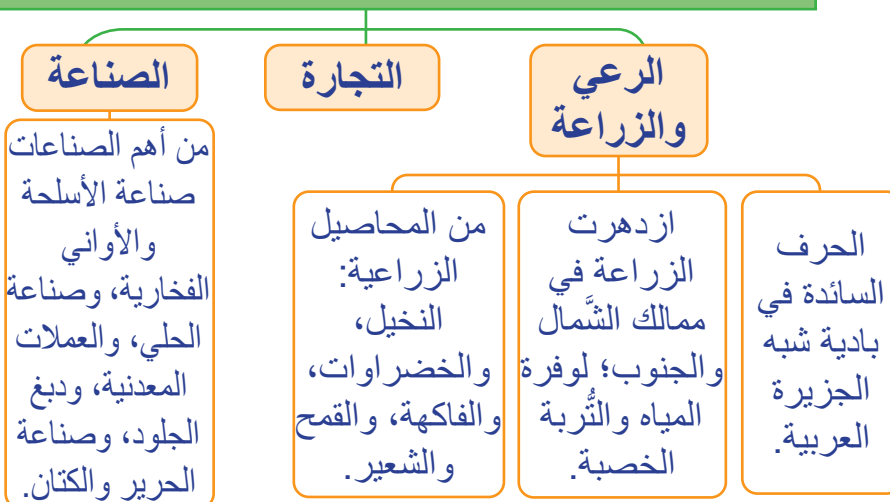 الرعي
والزراعة
التجارة
الصناعة
الحرف
السائدة في
بادية شبه
الجزيرة
العربية.
ازدهرت
الزراعة في
ممالك الشَّمال
والجنوب؛ لوفرة
المياه والتُّربة
الخصبة.
من المحاصيل
الزراعية:
النخيل،
والخضراوات،
والفاكهة، والقمح
والشعير.
من أهم الصناعات
صناعة الأسلحة
والأواني
الفخارية، وصناعة
الحلي، والعملات
المعدنية، ودبغ
الجلود، وصناعة
الحرير والكتان.